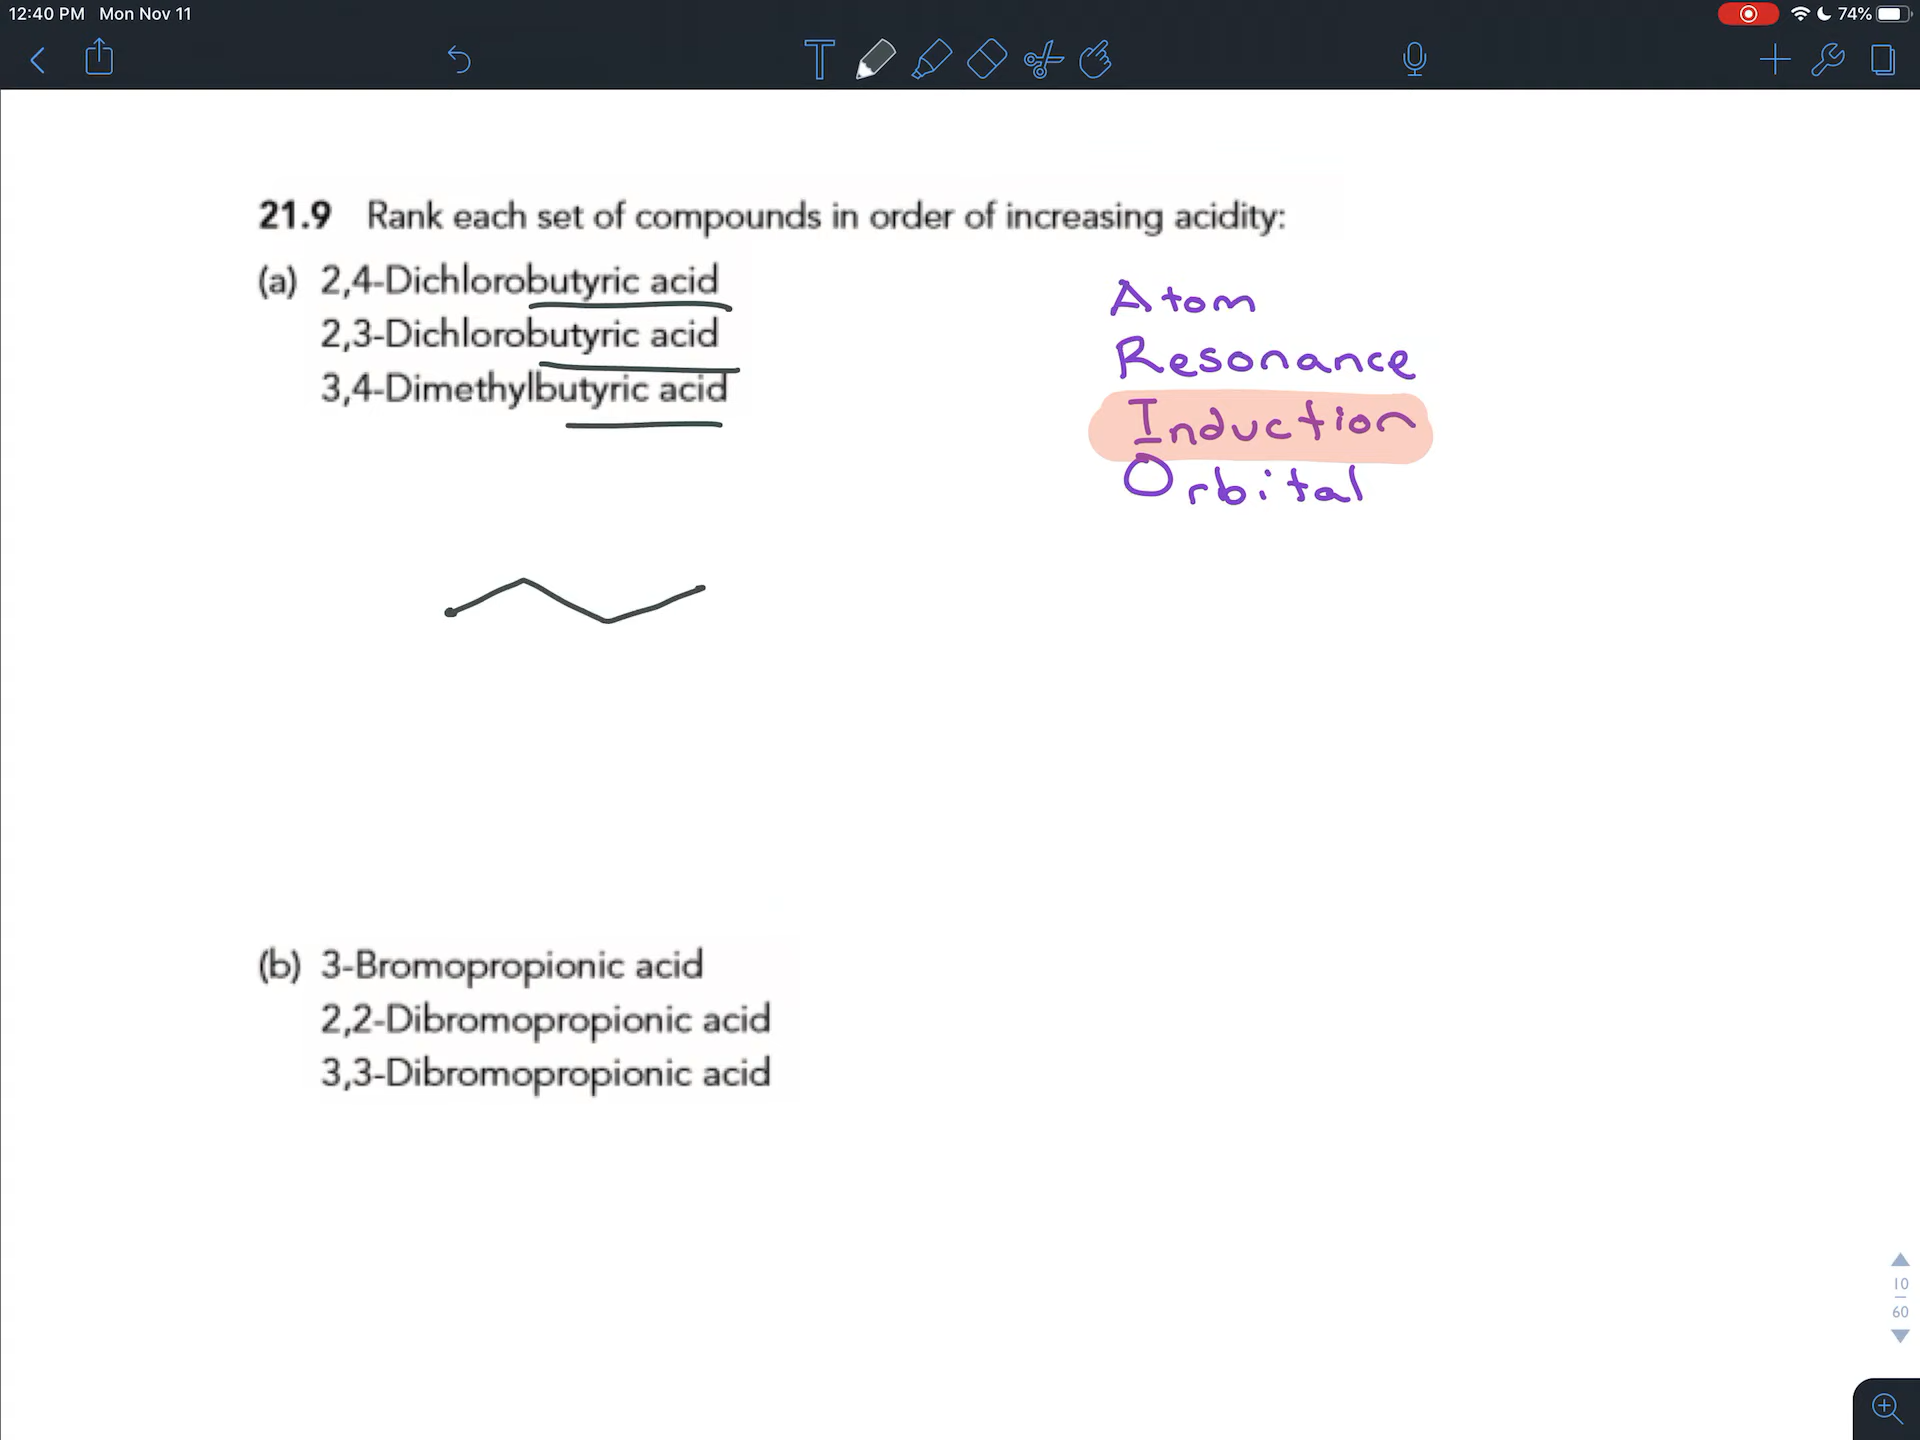 12:40 PM Mon Nov 11
74%
T
21.9 Rank each set of compounds in order of increasing acidity:
(a) 2,4-Dichlorobutyric acid
2,3-Dichlorobutyric acid
3,4-Dimethylbutyric acid
Atom
Resonance
Induction
Orbital
(b) 3-Bromopropionic acid
2,2-Dibromopropionic acid
3,3-Dibromopropionic acid
10
60